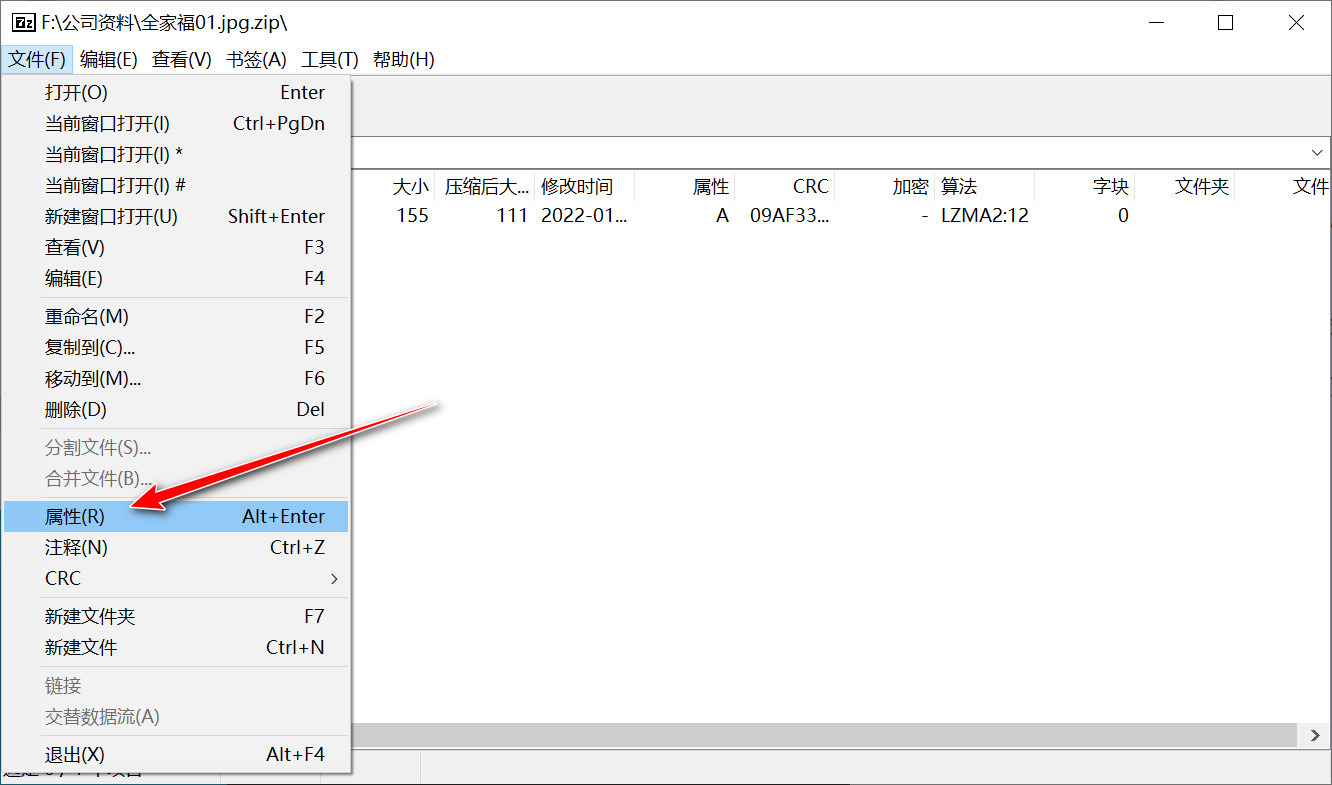 7z F:\公司资料\全家福01.jpg.zip\
文件(F) 编辑(E) 查看(V) 书签(A) 工具(T) 帮助(H)
打开(O) Enter
当前窗口打开(I) Ctrl+PgDn
当前窗口打开(I) *
当前窗口打开(I) #
新建窗口打开(U) Shift+Enter
查看(V) F3
编辑(E) F4
重命名(M) F2
复制到(C)... F5
移动到(M)... F6
删除(D) Del
分割文件(S)...
合并文件(B)...
属性(R) Alt+Enter
注释(N) Ctrl+Z
CRC
新建文件夹 F7
新建文件 Ctrl+N
链接
交替数据流(A)
退出(X) Alt+F4
大小 压缩后大... 修改时间 属性 CRC 加密 算法 字块 文件夹 文件
155 111 2022-01... A 09AF33... - LZMA2:12 0